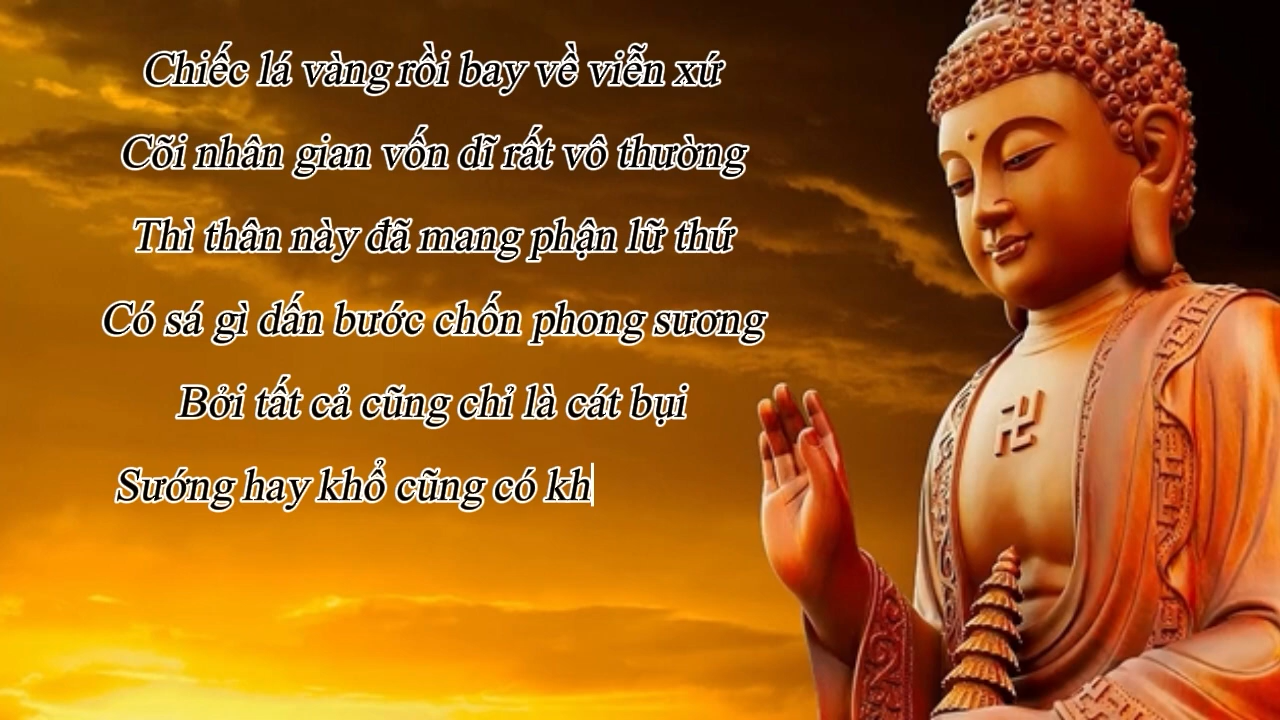 Chiếc lá vàng rồi bay về viễn xứ
Cõi nhân gian vốn dĩ rất vô thường
Thì thân này đã mang phận lữ thứ
Có sá gì dấn bước chốn phong sương
Bởi tất cả cũng chỉ là cát bụi
Sướng hay khổ cũng có kh